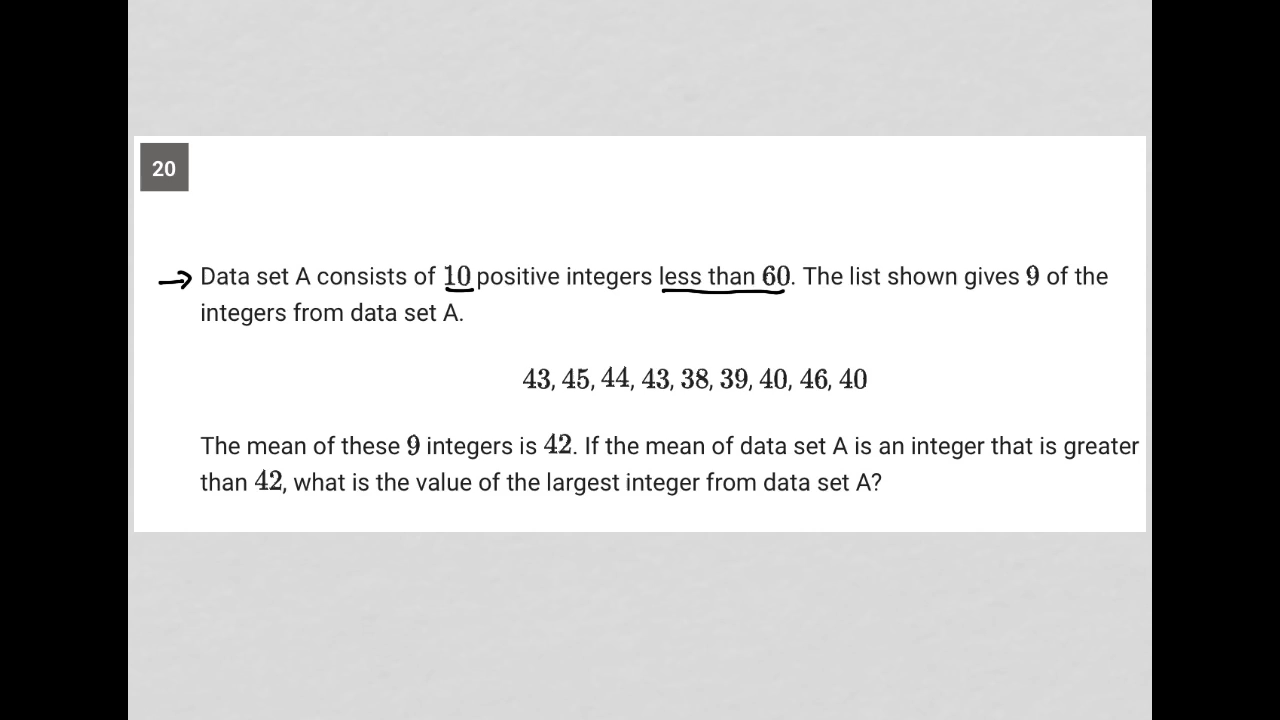 20
Data set A consists of 10 positive integers less than 60. The list shown gives 9 of the
integers from data set A.
43, 45, 44, 43, 38, 39, 40, 46, 40
The mean of these 9 integers is 42. If the mean of data set A is an integer that is greater
than 42, what is the value of the largest integer from data set A?